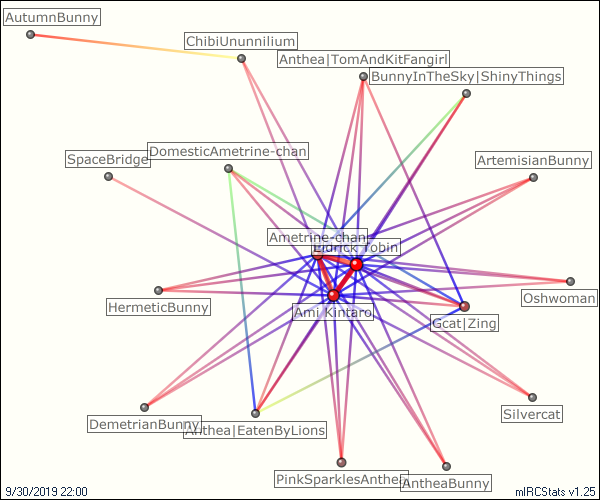 AutumnBunny
ChibiUnunnilium
Anthea|TomAndKitFangirl
BunnyInTheSky|ShinyThings
DomesticAmetrine-chan
SpaceBridge
ArtemisianBunny
Ametrine-chan
Tobin
HermeticBunny
Oshwoman
Ami Kintaro
Gcat|Zing
DemetrianBunny
Silvercat
Anthea|EatenByLions
PinkSparklesAnthea
AntheaBunny
9/30/2019 22:00
mIRCStats v1.25